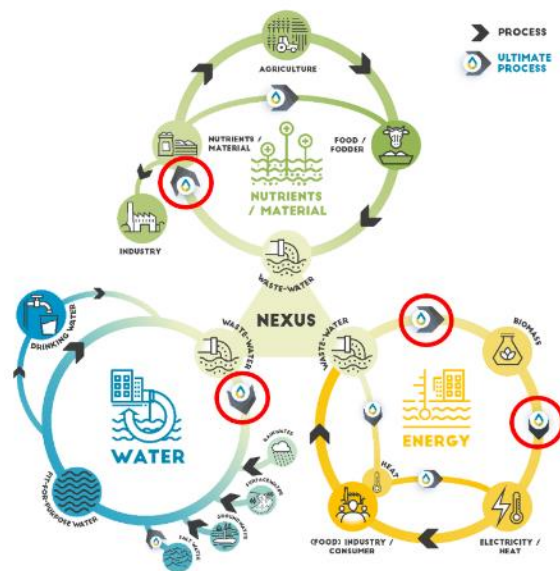 PROCESS
ULTIMATE
PROCESS
AGRICULTURE
NUTRIENTS /
MATERIAL
FOOD /
FODDER
NUTRIENTS
/ MATERIAL
INDUSTRY
WASTE-WATER
NEXUS
WASTE-WATER
WASTE-WATER
DRINKING WATER
WATER
FIT-FOR-PURPOSE WATER
RAINWATER
SURFACEWATER
GROUNDWATER
SALT WATER
BIOMASS
ENERGY
HEAT
(FOOD) INDUSTRY /
CONSUMER
ELECTRICITY /
HEAT